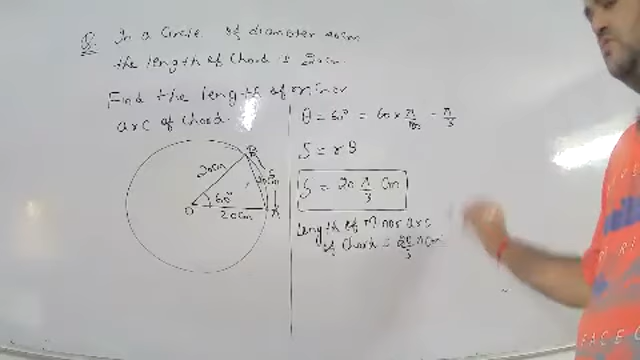 Q. In a Circle of diameter 40cm
the length of Chord is 20cm.
Find the length of minor
arc of chord.
20cm
B
S
20cm
60°
O
20cm
A
θ = 60° = 60 × π/180 = π/3
S = r θ
S = 20 π/3 Cm
Length of Minor arc
of Chord = 20/3 π Cm